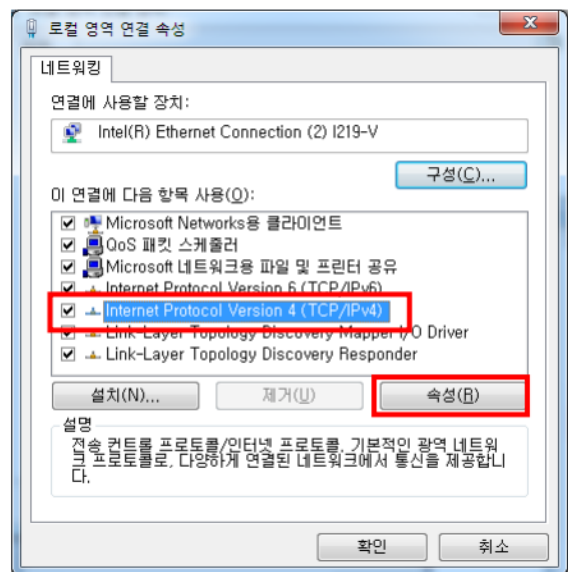 로컬 영역 연결 속성
네트워킹
연결에 사용할 장치:
Intel(R) Ethernet Connection (2) I219-V
구성(C)...
이 연결에 다음 항목 사용(O):
Microsoft Networks용 클라이언트
QoS 패킷 스케줄러
Microsoft 네트워크용 파일 및 프린터 공유
Internet Protocol Version 6 (TCP/IPv6)
Internet Protocol Version 4 (TCP/IPv4)
Link-Layer Topology Discovery Mapper I/O Driver
Link-Layer Topology Discovery Responder
설치(N)...
제거(U)
속성(R)
설명
전송 컨트롤 프로토콜/인터넷 프로토콜. 기본적인 광역 네트워
크 프로토콜로, 다양하게 연결된 네트워크에서 통신을 제공합니
다.
확인
취소